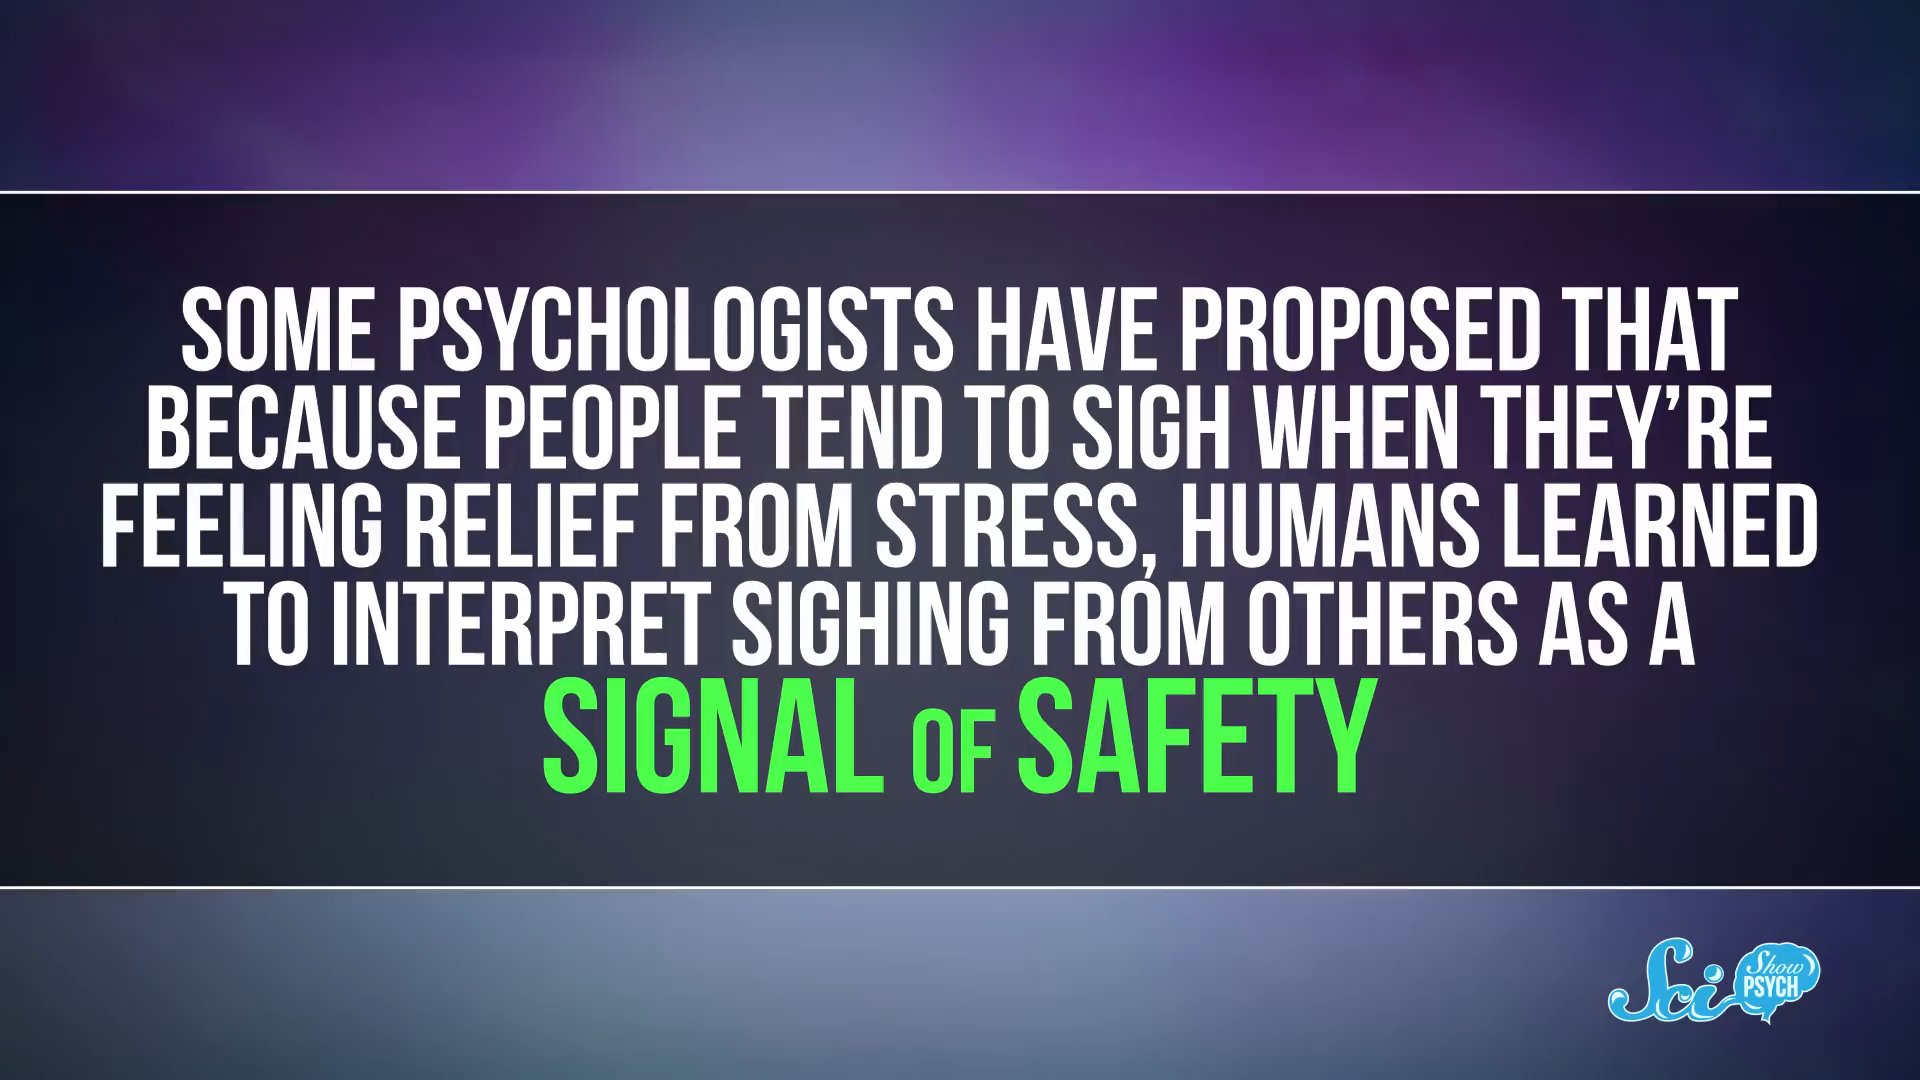 SOME PSYCHOLOGISTS HAVE PROPOSED THAT
BECAUSE PEOPLE TEND TO SIGH WHEN THEY'RE
FEELING RELIEF FROM STRESS, HUMANS LEARNED
TO INTERPRET SIGHING FROM OTHERS AS A
SIGNAL OF SAFETY
Sci Show
PSYCH